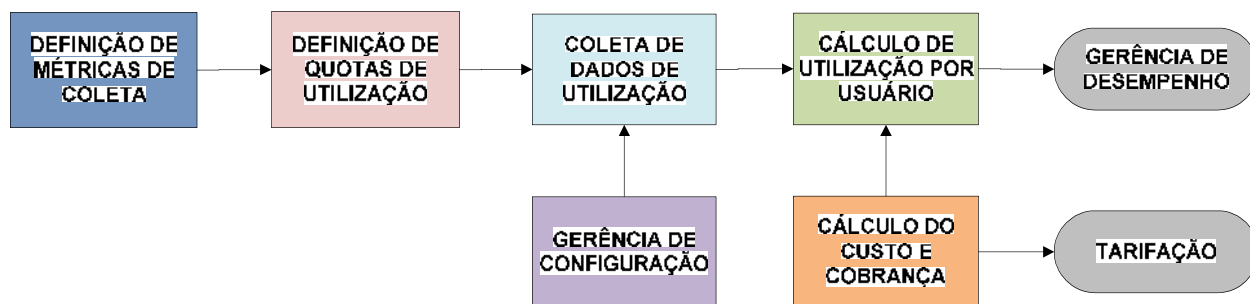 DEFINIÇÃO DE
MÉTRICAS DE
COLETA
DEFINIÇÃO DE
QUOTAS DE
UTILIZAÇÃO
COLETA DE
DADOS DE
UTILIZAÇÃO
CÁLCULO DE
UTILIZAÇÃO POR
USUÁRIO
GERÊNCIA DE
DESEMPENHO
GERÊNCIA DE
CONFIGURAÇÃO
CÁLCULO DO
CUSTO E
COBRANÇA
TARIFAÇÃO